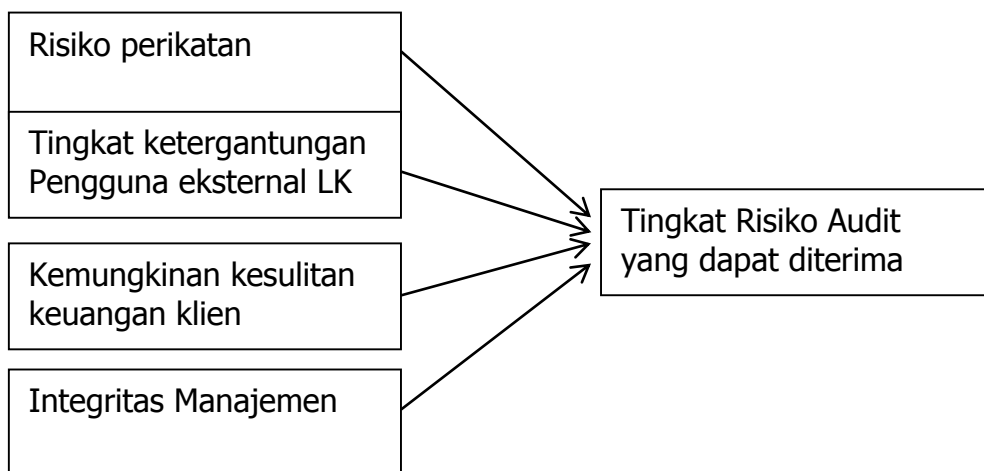 Risiko perikatan
Tingkat ketergantungan
Pengguna eksternal LK
Kemungkinan kesulitan
keuangan klien
Integritas Manajemen
Tingkat Risiko Audit
yang dapat diterima